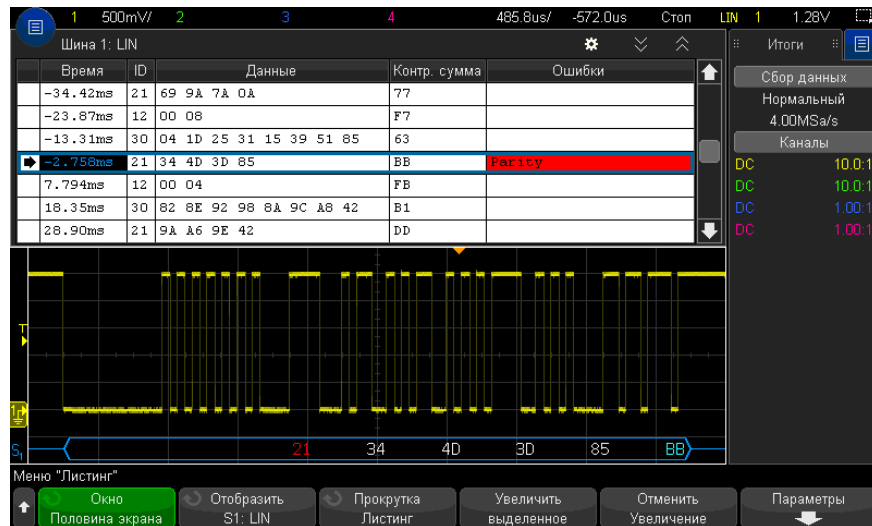 1 500mV/ 2 3 4 485.8us/ -572.0us Стоп LIN 1 1.28V
Шина 1: LIN
Время ID Данные Контр. сумма Ошибки
-34.42ms 21 69 9A 7A 0A 77
-23.87ms 12 00 08 F7
-13.31ms 30 04 1D 25 31 15 39 51 85 63
-2.758ms 21 34 4D 3D 85 BB Parity
7.794ms 12 00 04 FB
18.35ms 30 82 8E 92 98 8A 9C A8 42 B1
28.90ms 21 9A A6 9E 42 DD
Итоги
Сбор данных
Нормальный
4.00MSa/s
Каналы
DC 10.0:1
DC 10.0:1
DC 1.00:1
DC 1.00:1
T
1
S1 21 34 4D 3D 85 BB
Меню "Листинг"
Окно
Половина экрана
Отобразить
S1: LIN
Прокрутка
Листинг
Увеличить
выделенное
Отменить
Увеличение
Параметры